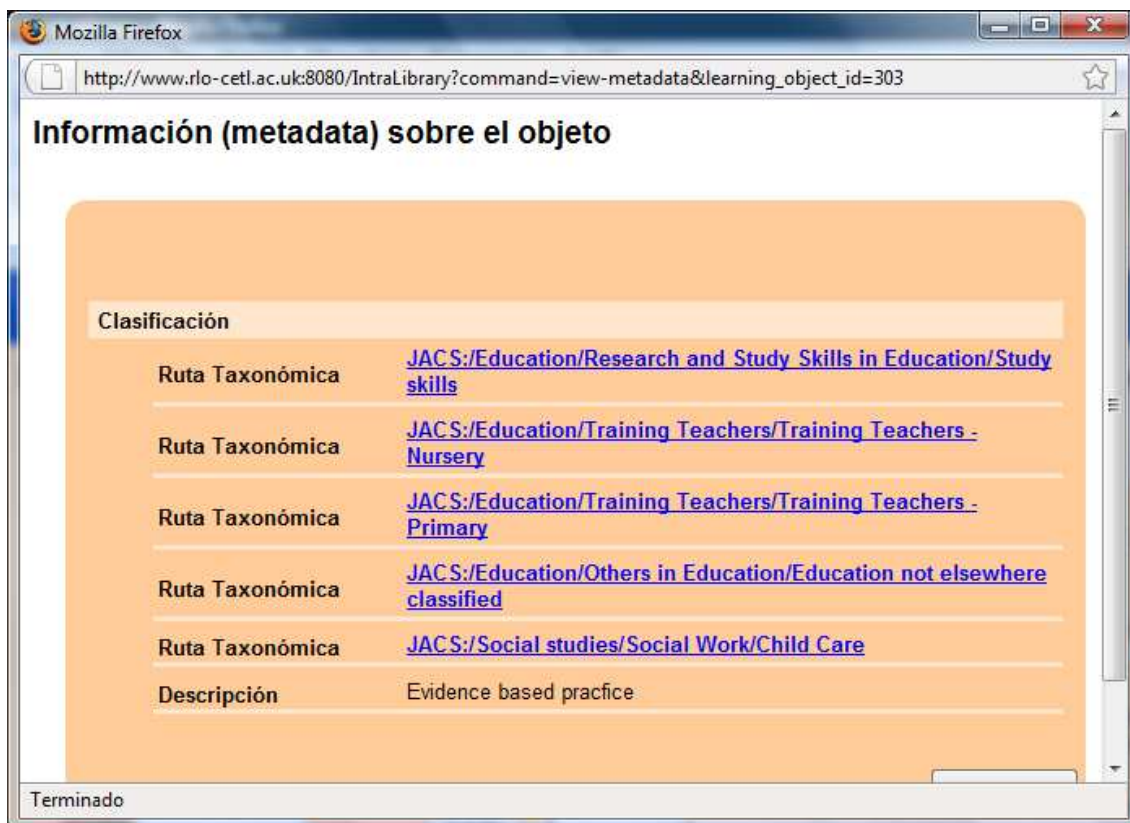 Mozilla Firefox
http://www.rlo-cetl.ac.uk:8080/IntraLibrary?command=view-metadata&learning_object_id=303
Información (metadata) sobre el objeto
Clasificación
Ruta Taxonómica
JACS:/Education/Research and Study Skills in Education/Study
skills
Ruta Taxonómica
JACS:/Education/Training Teachers/Training Teachers -
Nursery
Ruta Taxonómica
JACS:/Education/Training Teachers/Training Teachers -
Primary
Ruta Taxonómica
JACS:/Education/Others in Education/Education not elsewhere
classified
Ruta Taxonómica
JACS:/Social studies/Social Work/Child Care
Descripción
Evidence based pracfice
Terminado